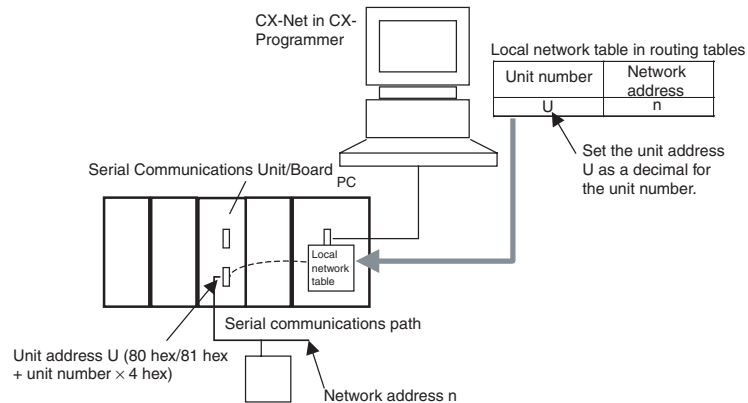 CX-Net in CX-
Programmer
Local network table in routing tables
Unit number
Network
address
U
n
Set the unit address
U as a decimal for
the unit number.
Serial Communications Unit/Board
PC
Local
network
table
Serial communications path
Unit address U (80 hex/81 hex
+ unit number × 4 hex)
Network address n